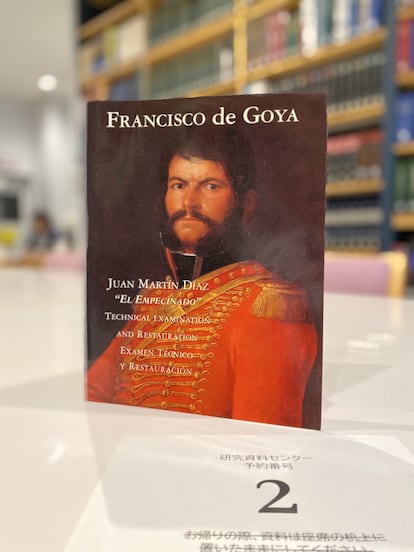 FRANCISCO de GOYA
JUAN MARTÍN DÍAZ
"EL EMPECINADO"
TECHNICAL EXAMINATION
AND RESTAURATION
EXAMEN TÉCNICO
Y RESTAURACIÓN
研究資料センター
予約番号
2
お帰りの際、資料は座席の机上に
置いたままにしてください